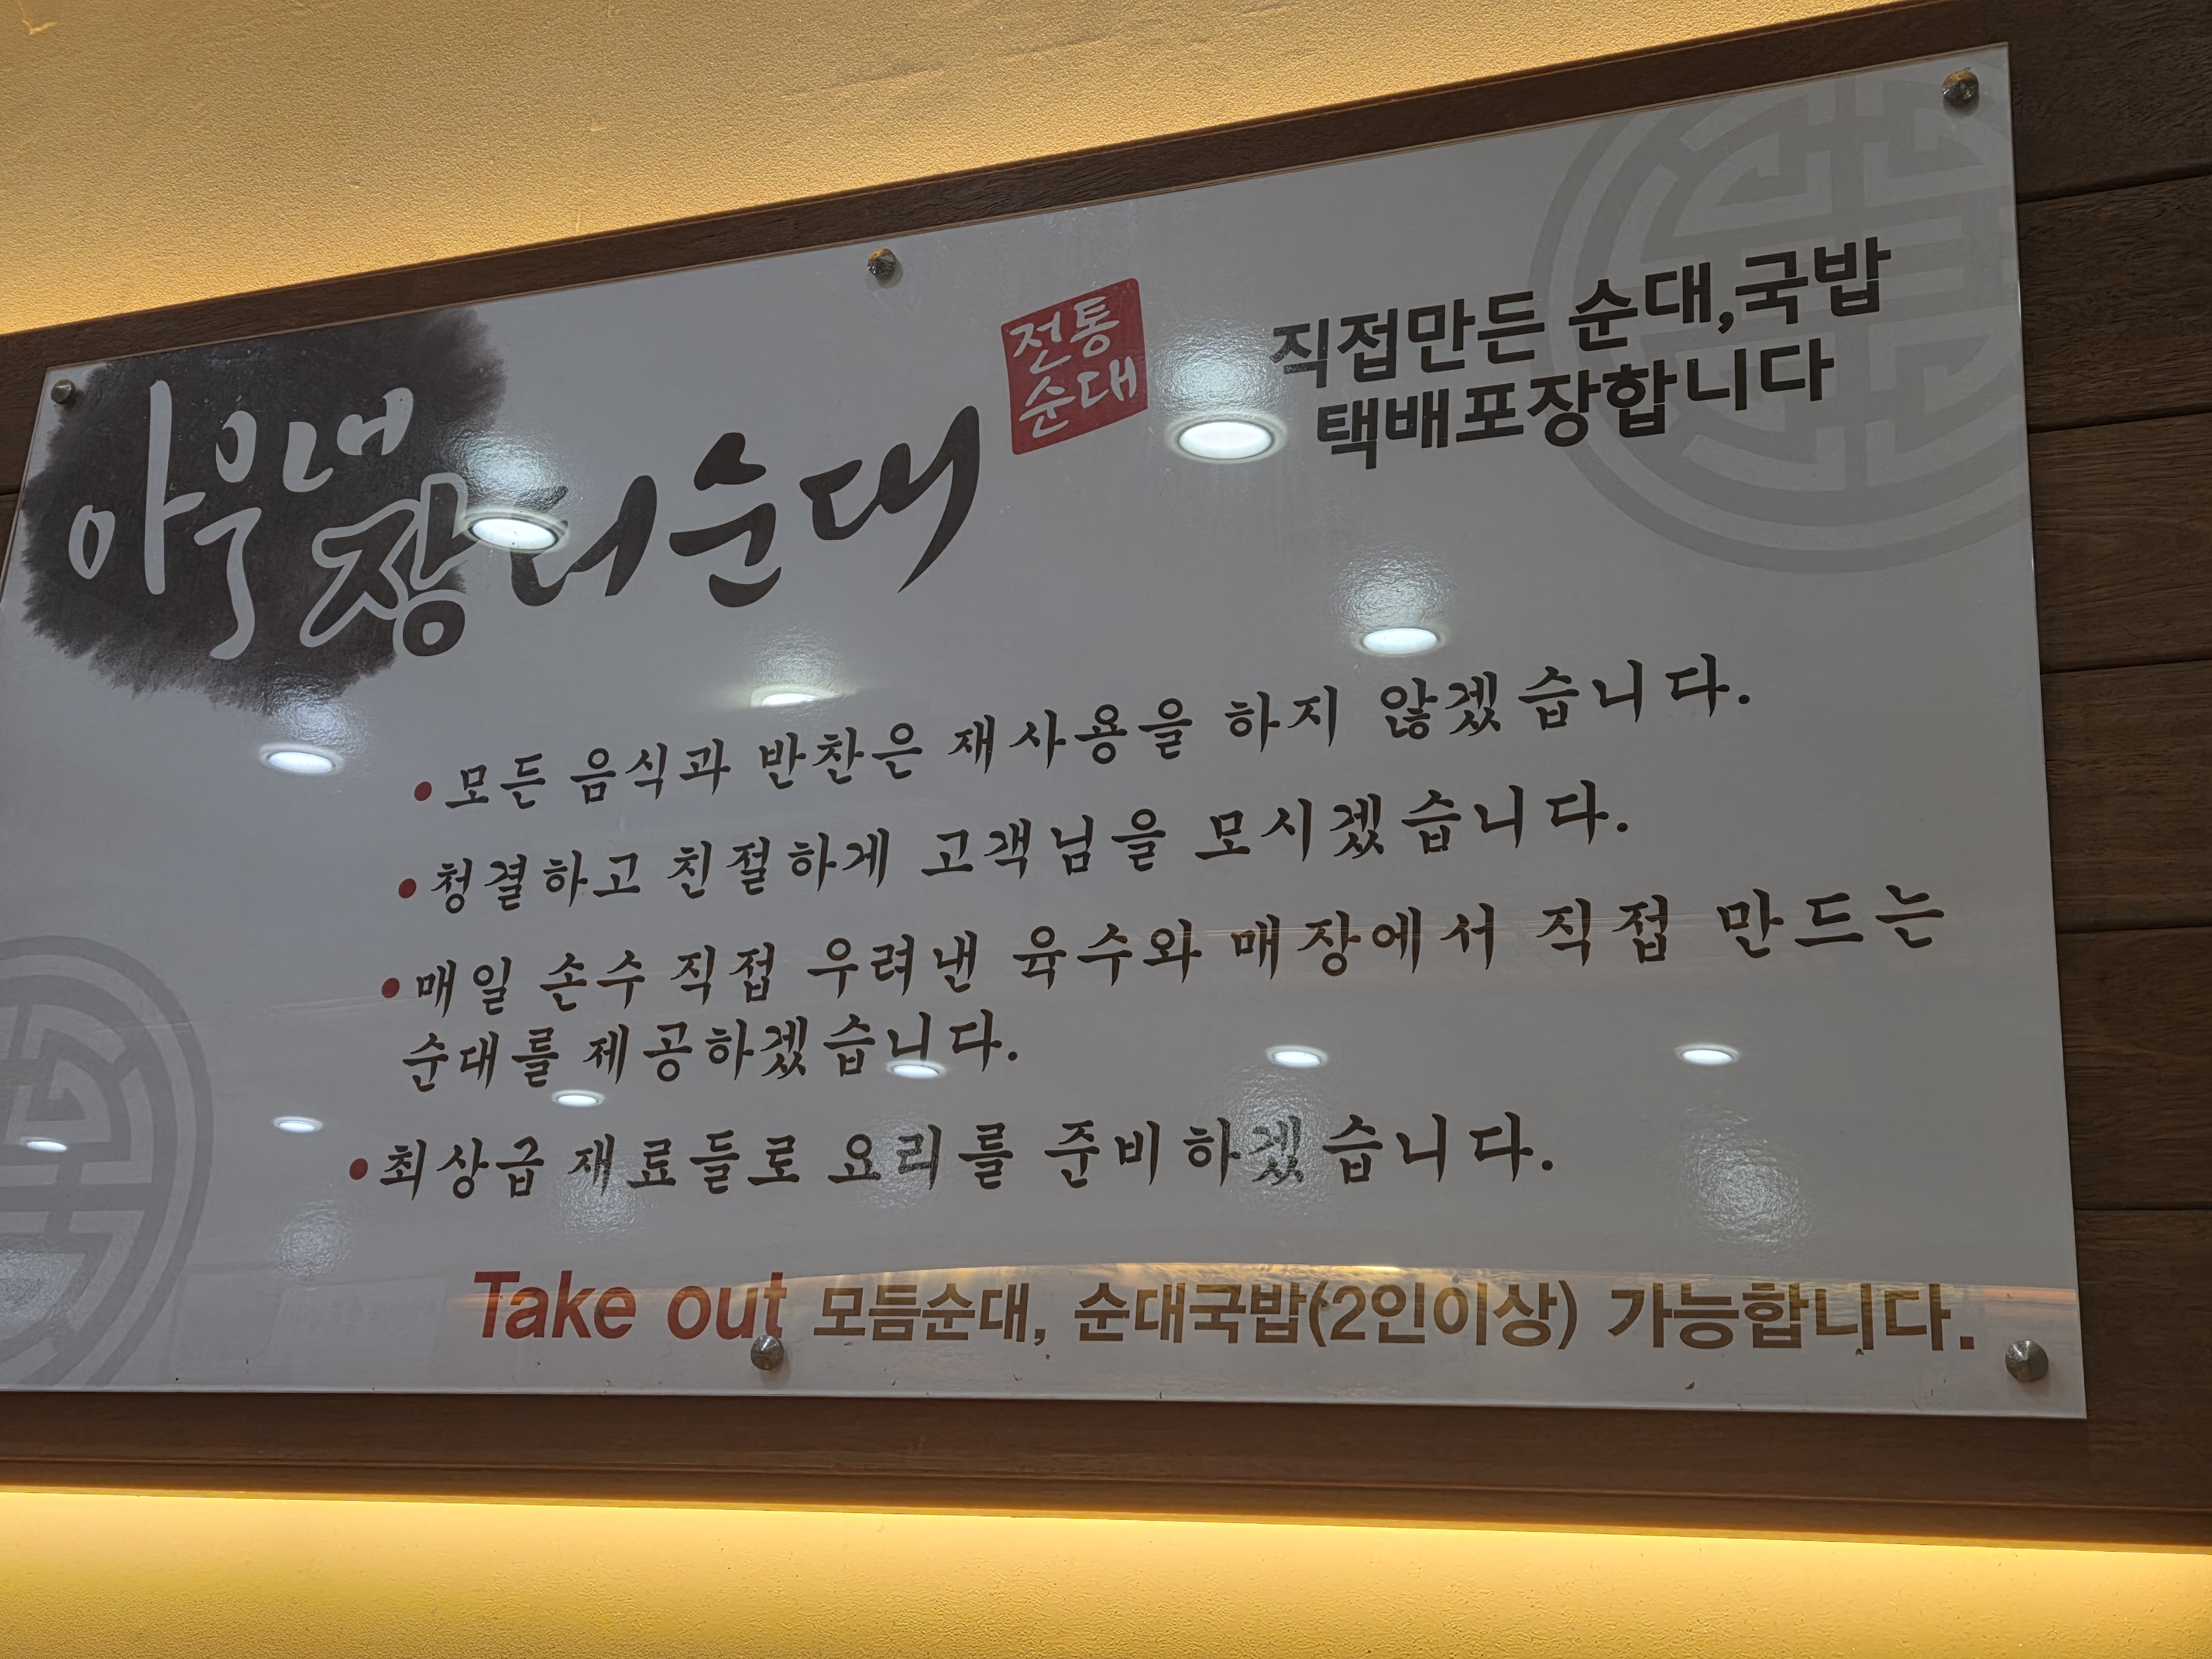 아우내
장터순대
전통
순대
직접만든 순대,국밥
택배포장합니다
•모든 음식과 반찬은 재사용을 하지 않겠습니다.
•청결하고 친절하게 고객님을 모시겠습니다.
•매일 손수 직접 우려낸 육수와 매장에서 직접 만드는
순대를 제공하겠습니다.
•최상급 재료들로 요리를 준비하겠습니다.
Take out 모듬순대, 순대국밥(2인이상) 가능합니다.